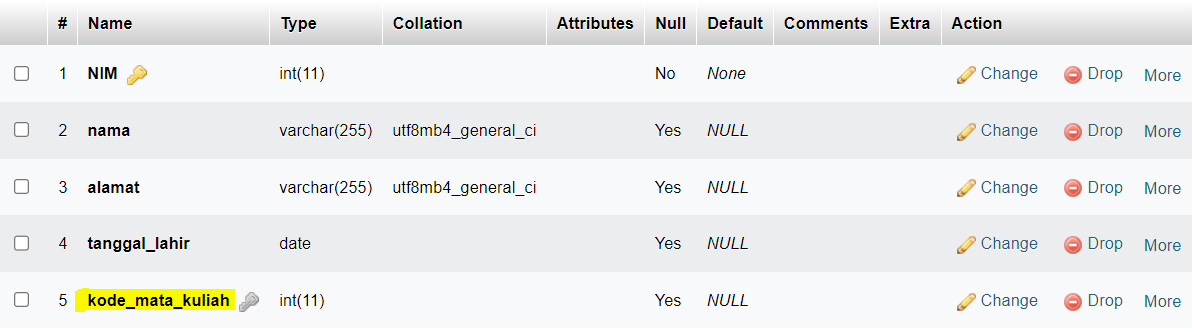 # Name Type Collation Attributes Null Default Comments Extra Action
1 NIM int(11) No None Change Drop More
2 nama varchar(255) utf8mb4_general_ci Yes NULL Change Drop More
3 alamat varchar(255) utf8mb4_general_ci Yes NULL Change Drop More
4 tanggal_lahir date Yes NULL Change Drop More
5 kode_mata_kuliah int(11) Yes NULL Change Drop More